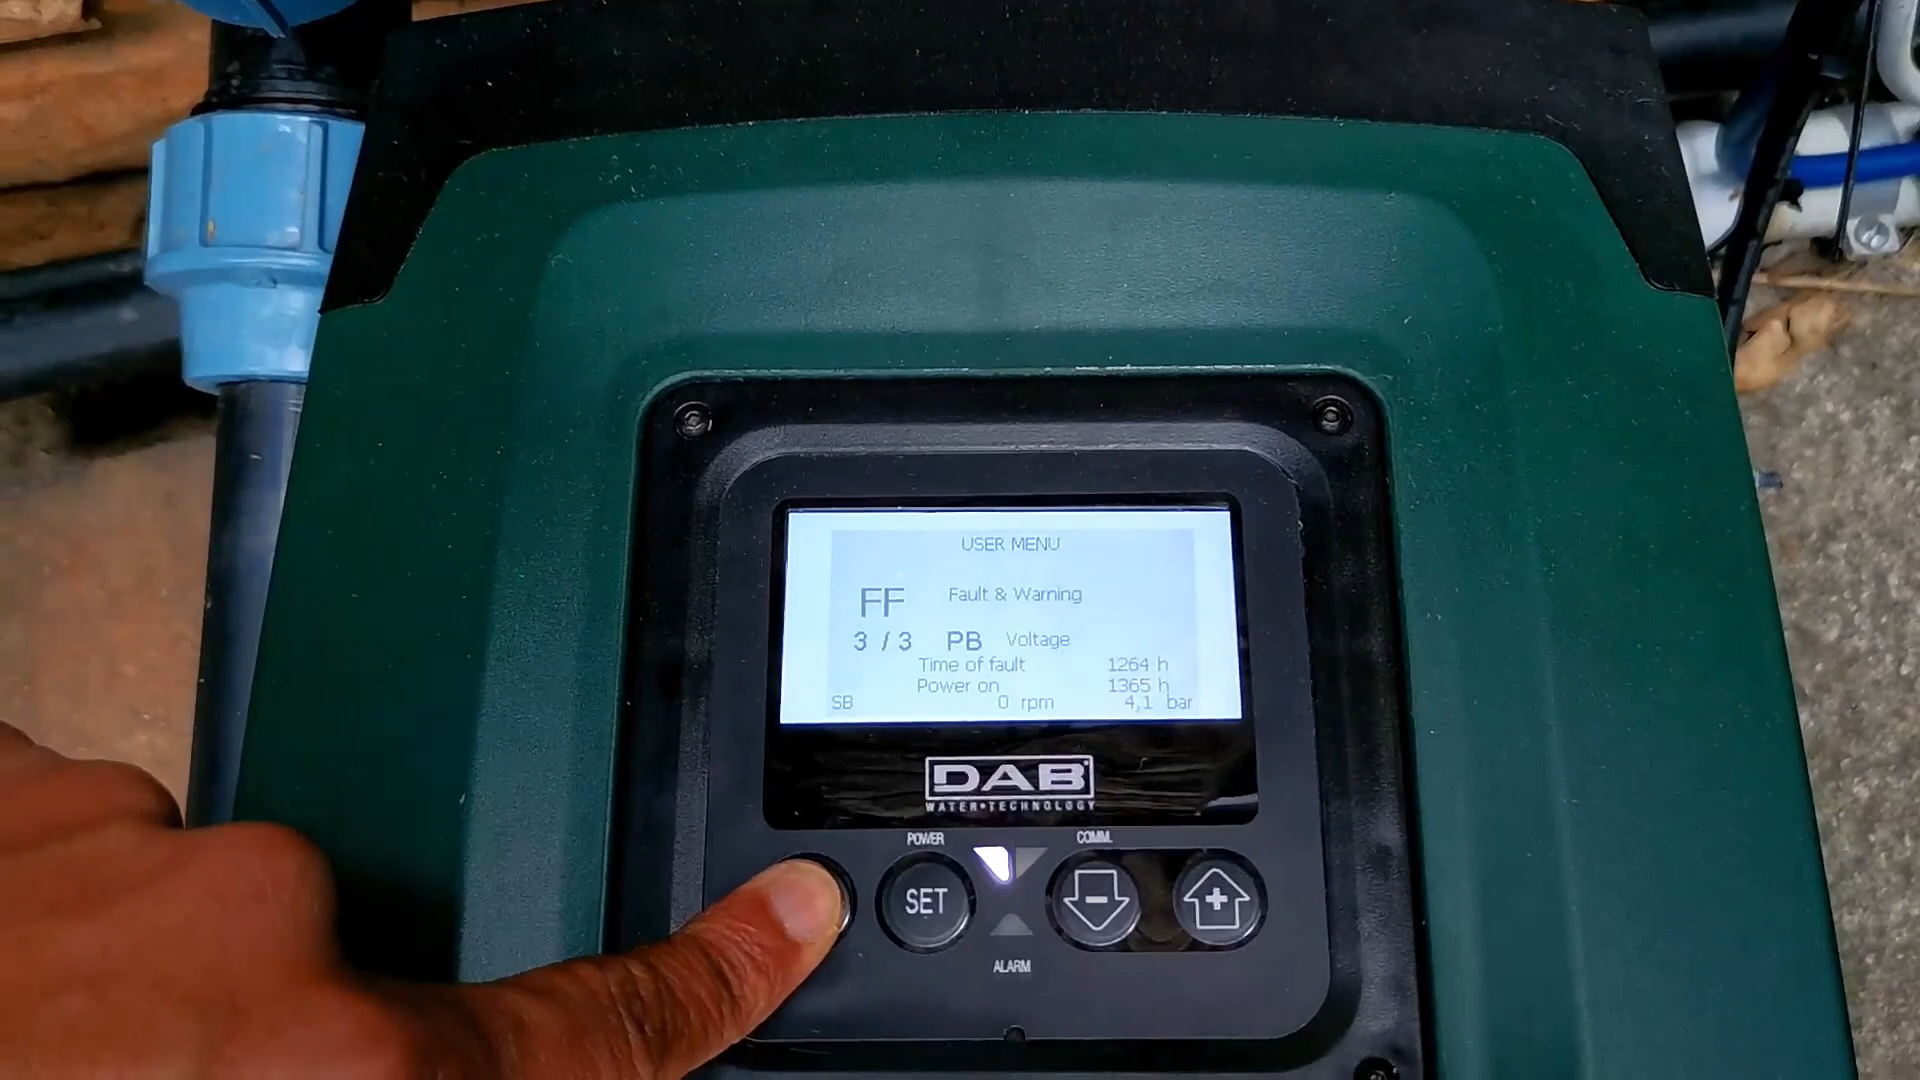 USER MENU
FF Fault & Warning
3 / 3 PB Voltage
Time of fault 1264 h
Power on 1365 h
SB 0 rpm 4,1 bar
DAB
WATER•TECHNOLOGY
POWER COMM.
SET - +
ALARM